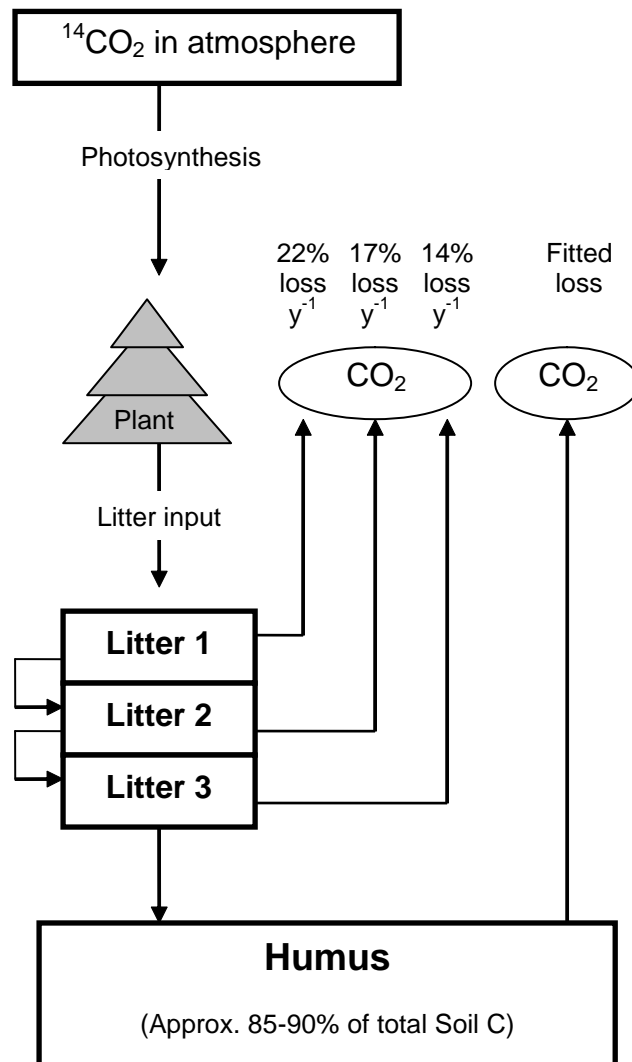 ¹⁴CO₂ in atmosphere
Photosynthesis
22%
loss
y⁻¹
17%
loss
y⁻¹
14%
loss
y⁻¹
Fitted
loss
CO₂
CO₂
Plant
Litter input
Litter 1
Litter 2
Litter 3
Humus
(Approx. 85-90% of total Soil C)